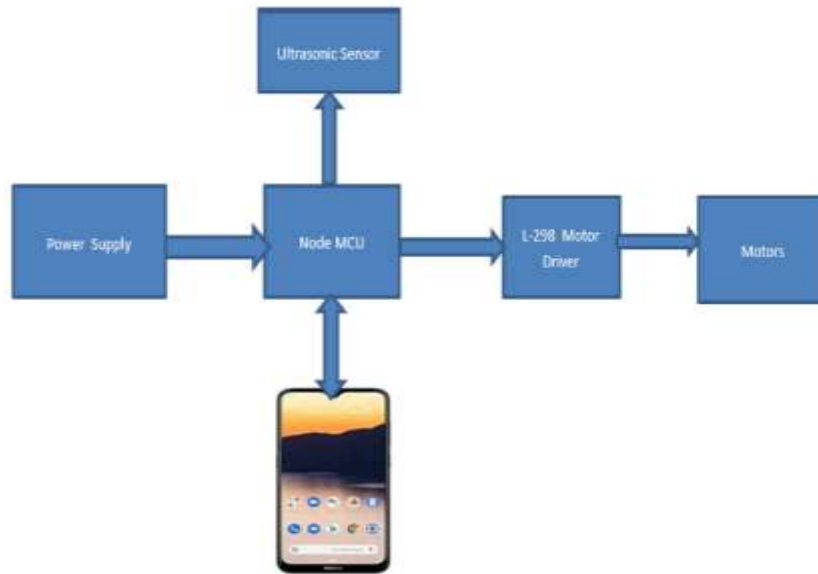 Ultrasonic Sensor
Power Supply
Node MCU
L-298 Motor
Driver
Motors